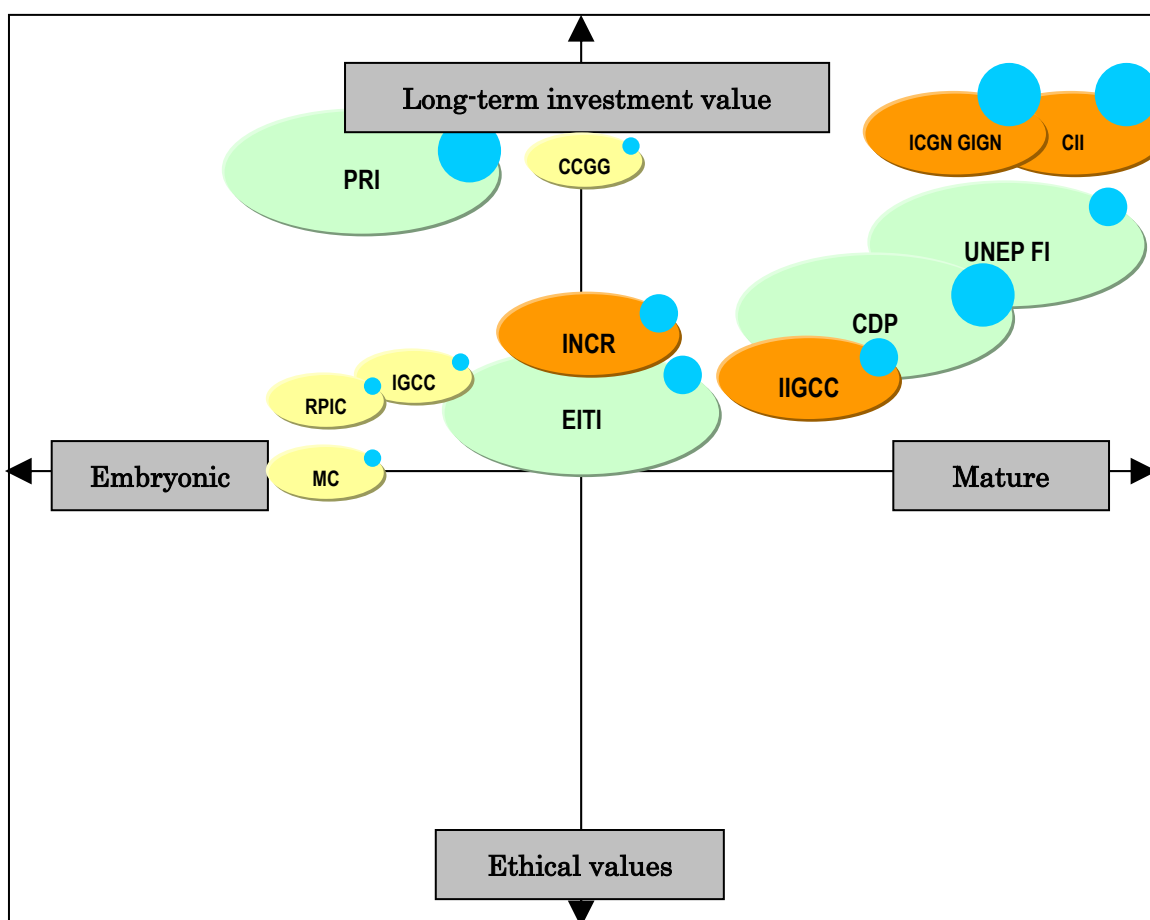 Long-term investment value
ICGN GIGN
CII
CCGG
PRI
UNEP FI
CDP
INCR
IGCC
IIGCC
RPIC
EITI
Embryonic
MC
Mature
Ethical values